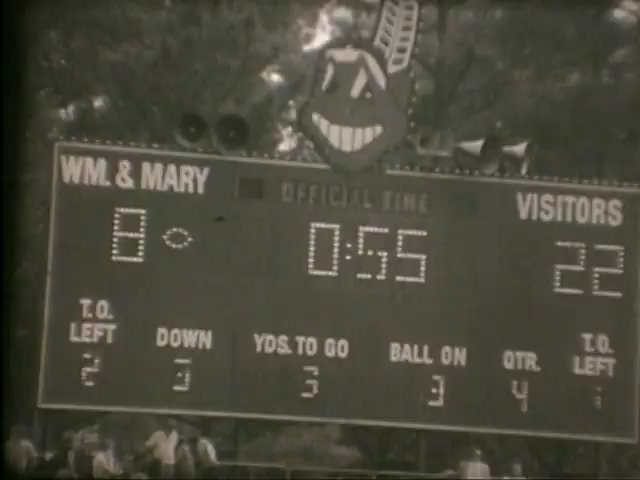 WM. & MARY OFFICIAL TIME VISITORS
8 0:55 22
T.O. LEFT DOWN YDS. TO GO BALL ON QTR. T.O. LEFT
2 3 3 3 4